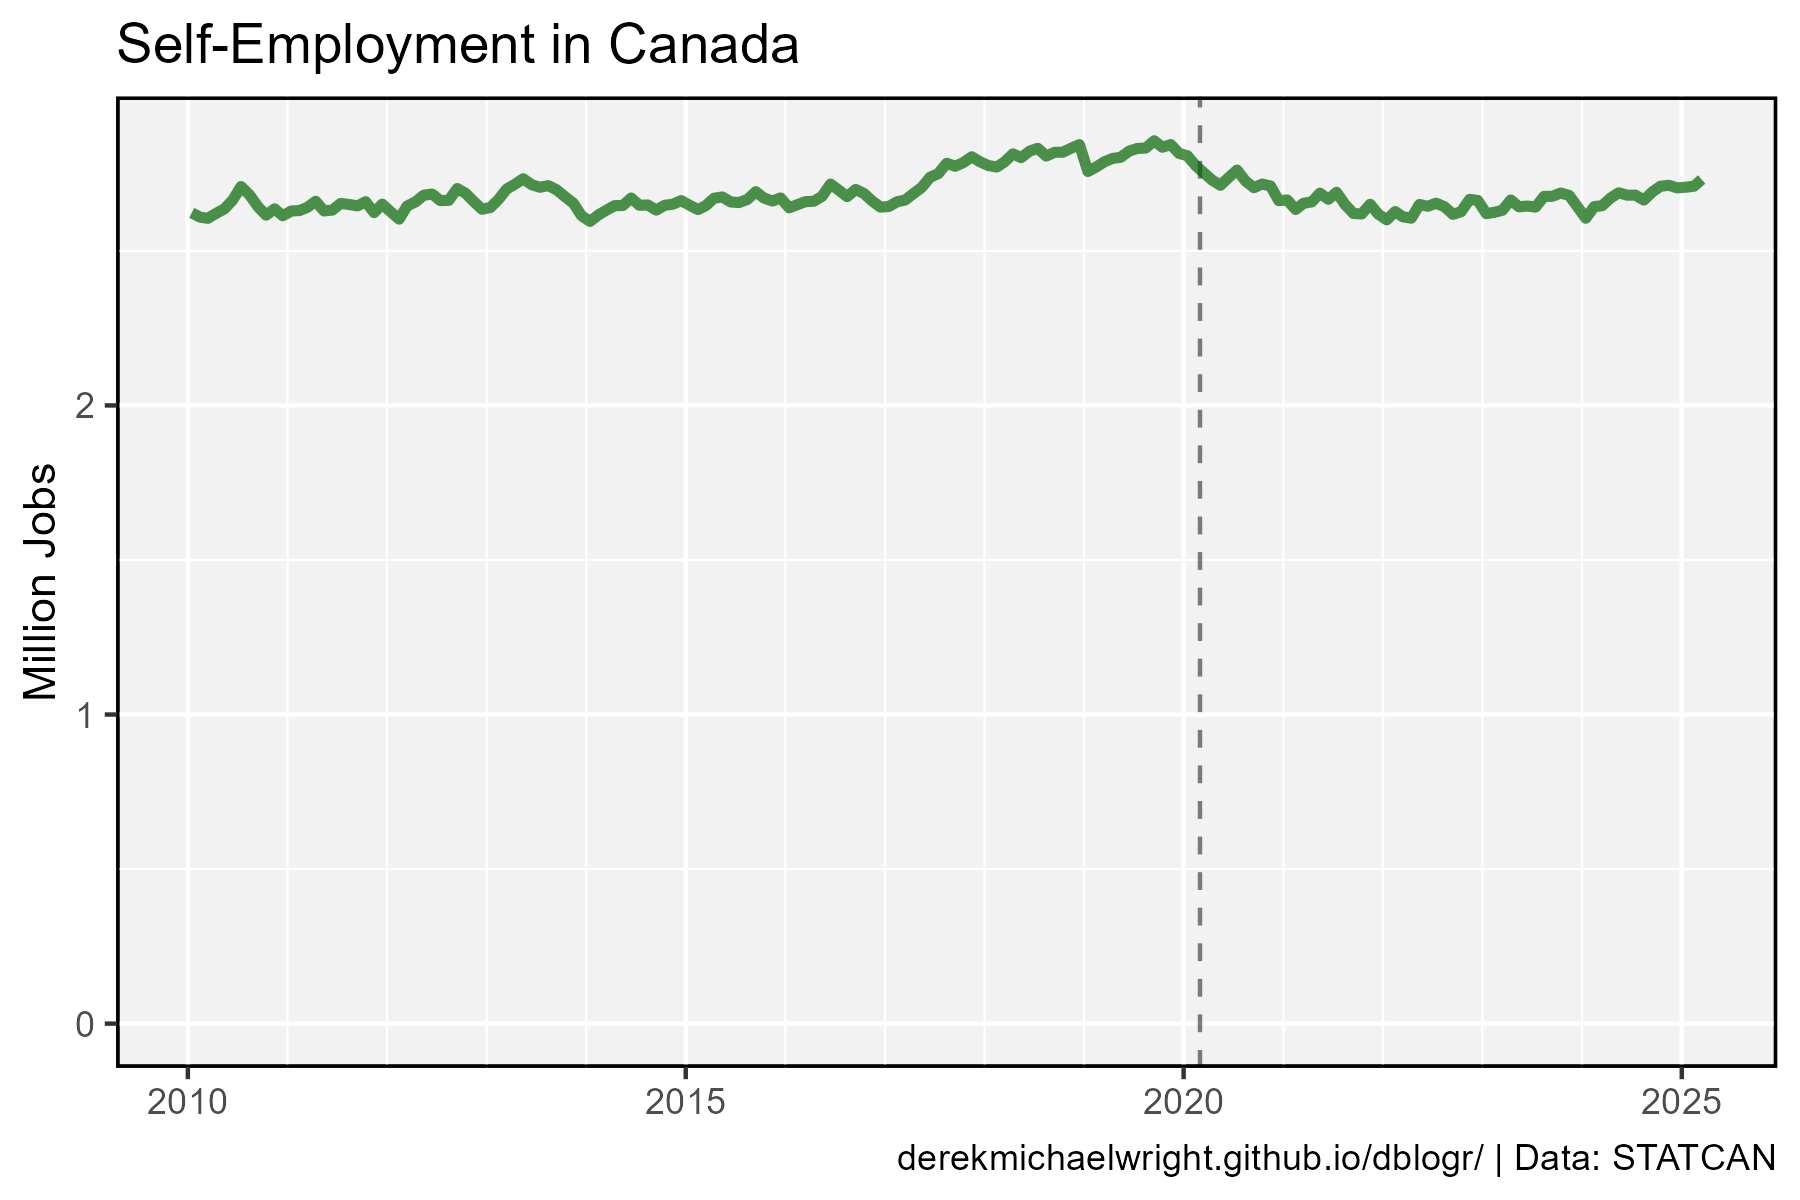 Self-Employment in Canada
Million Jobs
2
1
0
2010
2015
2020
2025
derekmichaelwright.github.io/dblogr/ | Data: STATCAN